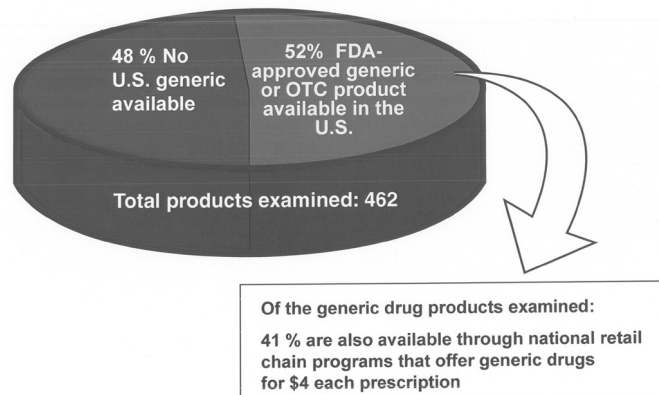 48 % No
U.S. generic
available
52% FDA-
approved generic
or OTC product
available in the
U.S.
Total products examined: 462
Of the generic drug products examined:
41 % are also available through national retail
chain programs that offer generic drugs
for $4 each prescription